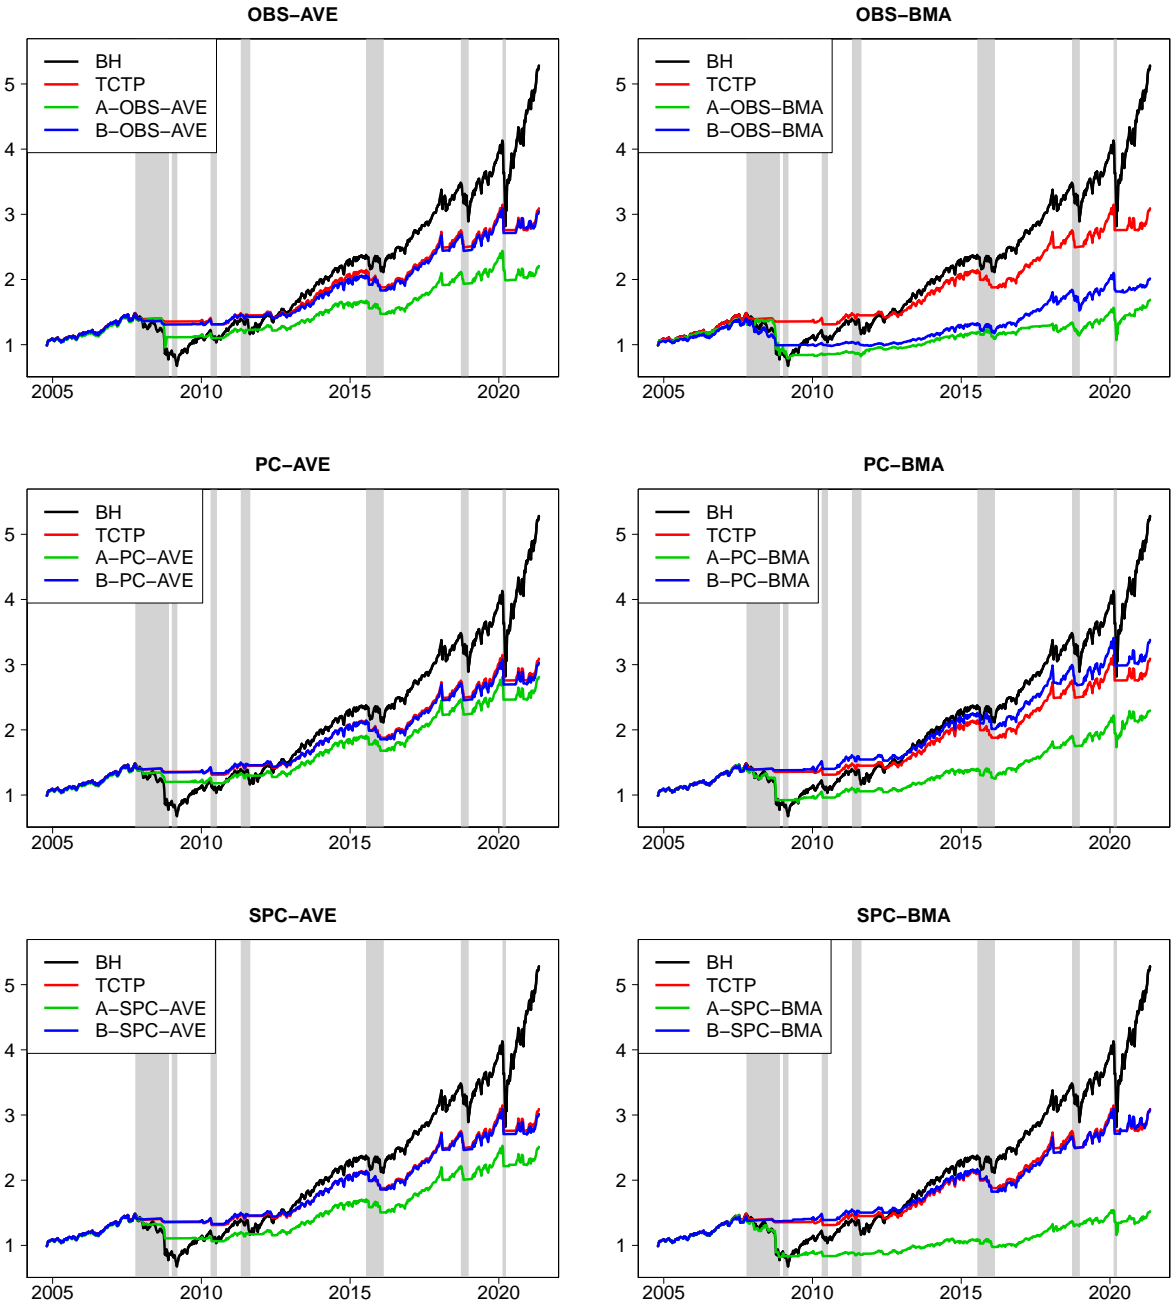 OBS−AVE
BH
TCTP
A−OBS−AVE
B−OBS−AVE
5
4
3
2
1
2005 2010 2015 2020
OBS−BMA
BH
TCTP
A−OBS−BMA
B−OBS−BMA
5
4
3
2
1
2005 2010 2015 2020
PC−AVE
BH
TCTP
A−PC−AVE
B−PC−AVE
5
4
3
2
1
2005 2010 2015 2020
PC−BMA
BH
TCTP
A−PC−BMA
B−PC−BMA
5
4
3
2
1
2005 2010 2015 2020
SPC−AVE
BH
TCTP
A−SPC−AVE
B−SPC−AVE
5
4
3
2
1
2005 2010 2015 2020
SPC−BMA
BH
TCTP
A−SPC−BMA
B−SPC−BMA
5
4
3
2
1
2005 2010 2015 2020